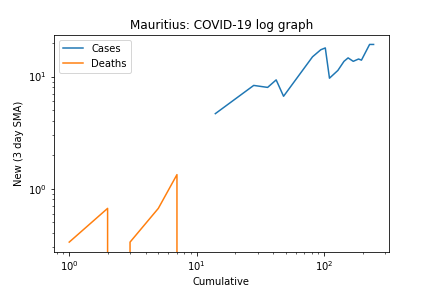 Mauritius: COVID-19 log graph
Cases
Deaths
New (3 day SMA)
10¹
10⁰
10⁰ 10¹ 10²
Cumulative